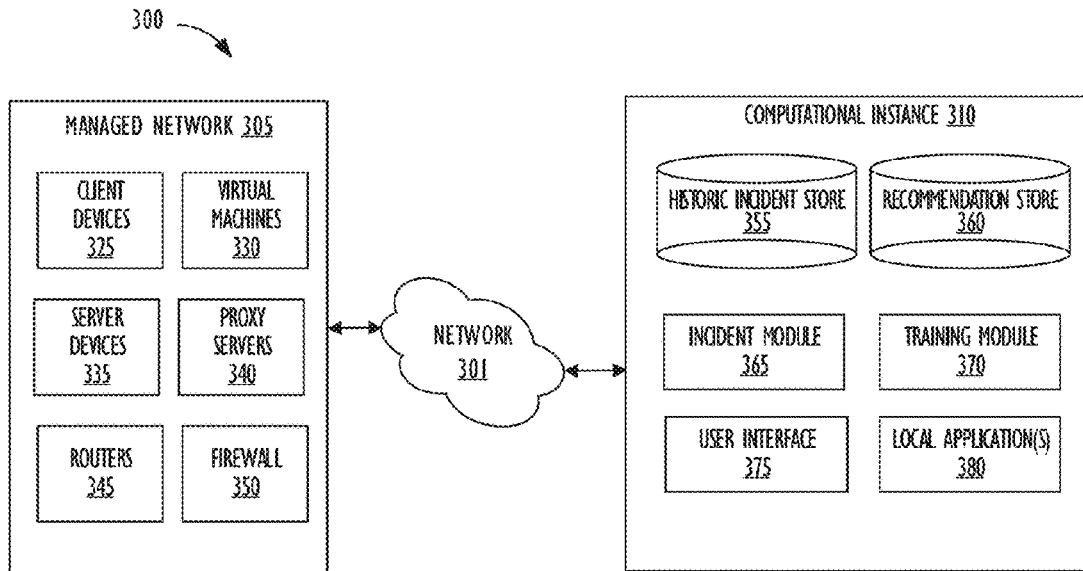 300
MANAGED NETWORK 305
CLIENT
DEVICES
325
VIRTUAL
MACHINES
330
SERVER
DEVICES
335
PROXY
SERVERS
340
ROUTERS
345
FIREWALL
350
NETWORK
301
COMPUTATIONAL INSTANCE 310
HISTORIC INCIDENT STORE
355
RECOMMENDATION STORE
360
INCIDENT MODULE
365
TRAINING MODULE
370
USER INTERFACE
375
LOCAL APPLICATION(S)
380